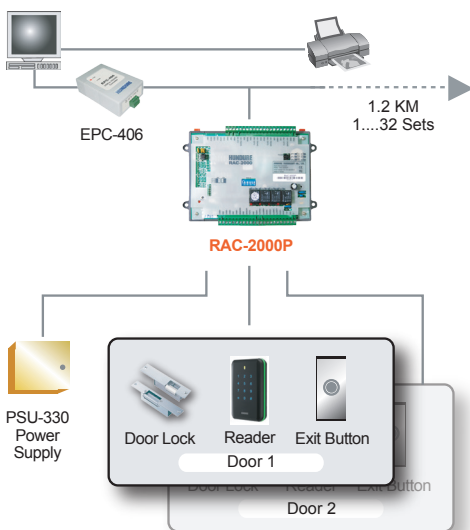 1.2 KM
1....32 Sets
EPC-406
RAC-2000P
PSU-330
Power
Supply
Door Lock
Reader
Exit Button
Door 1
Door Lock
Reader
Exit Button
Door 2